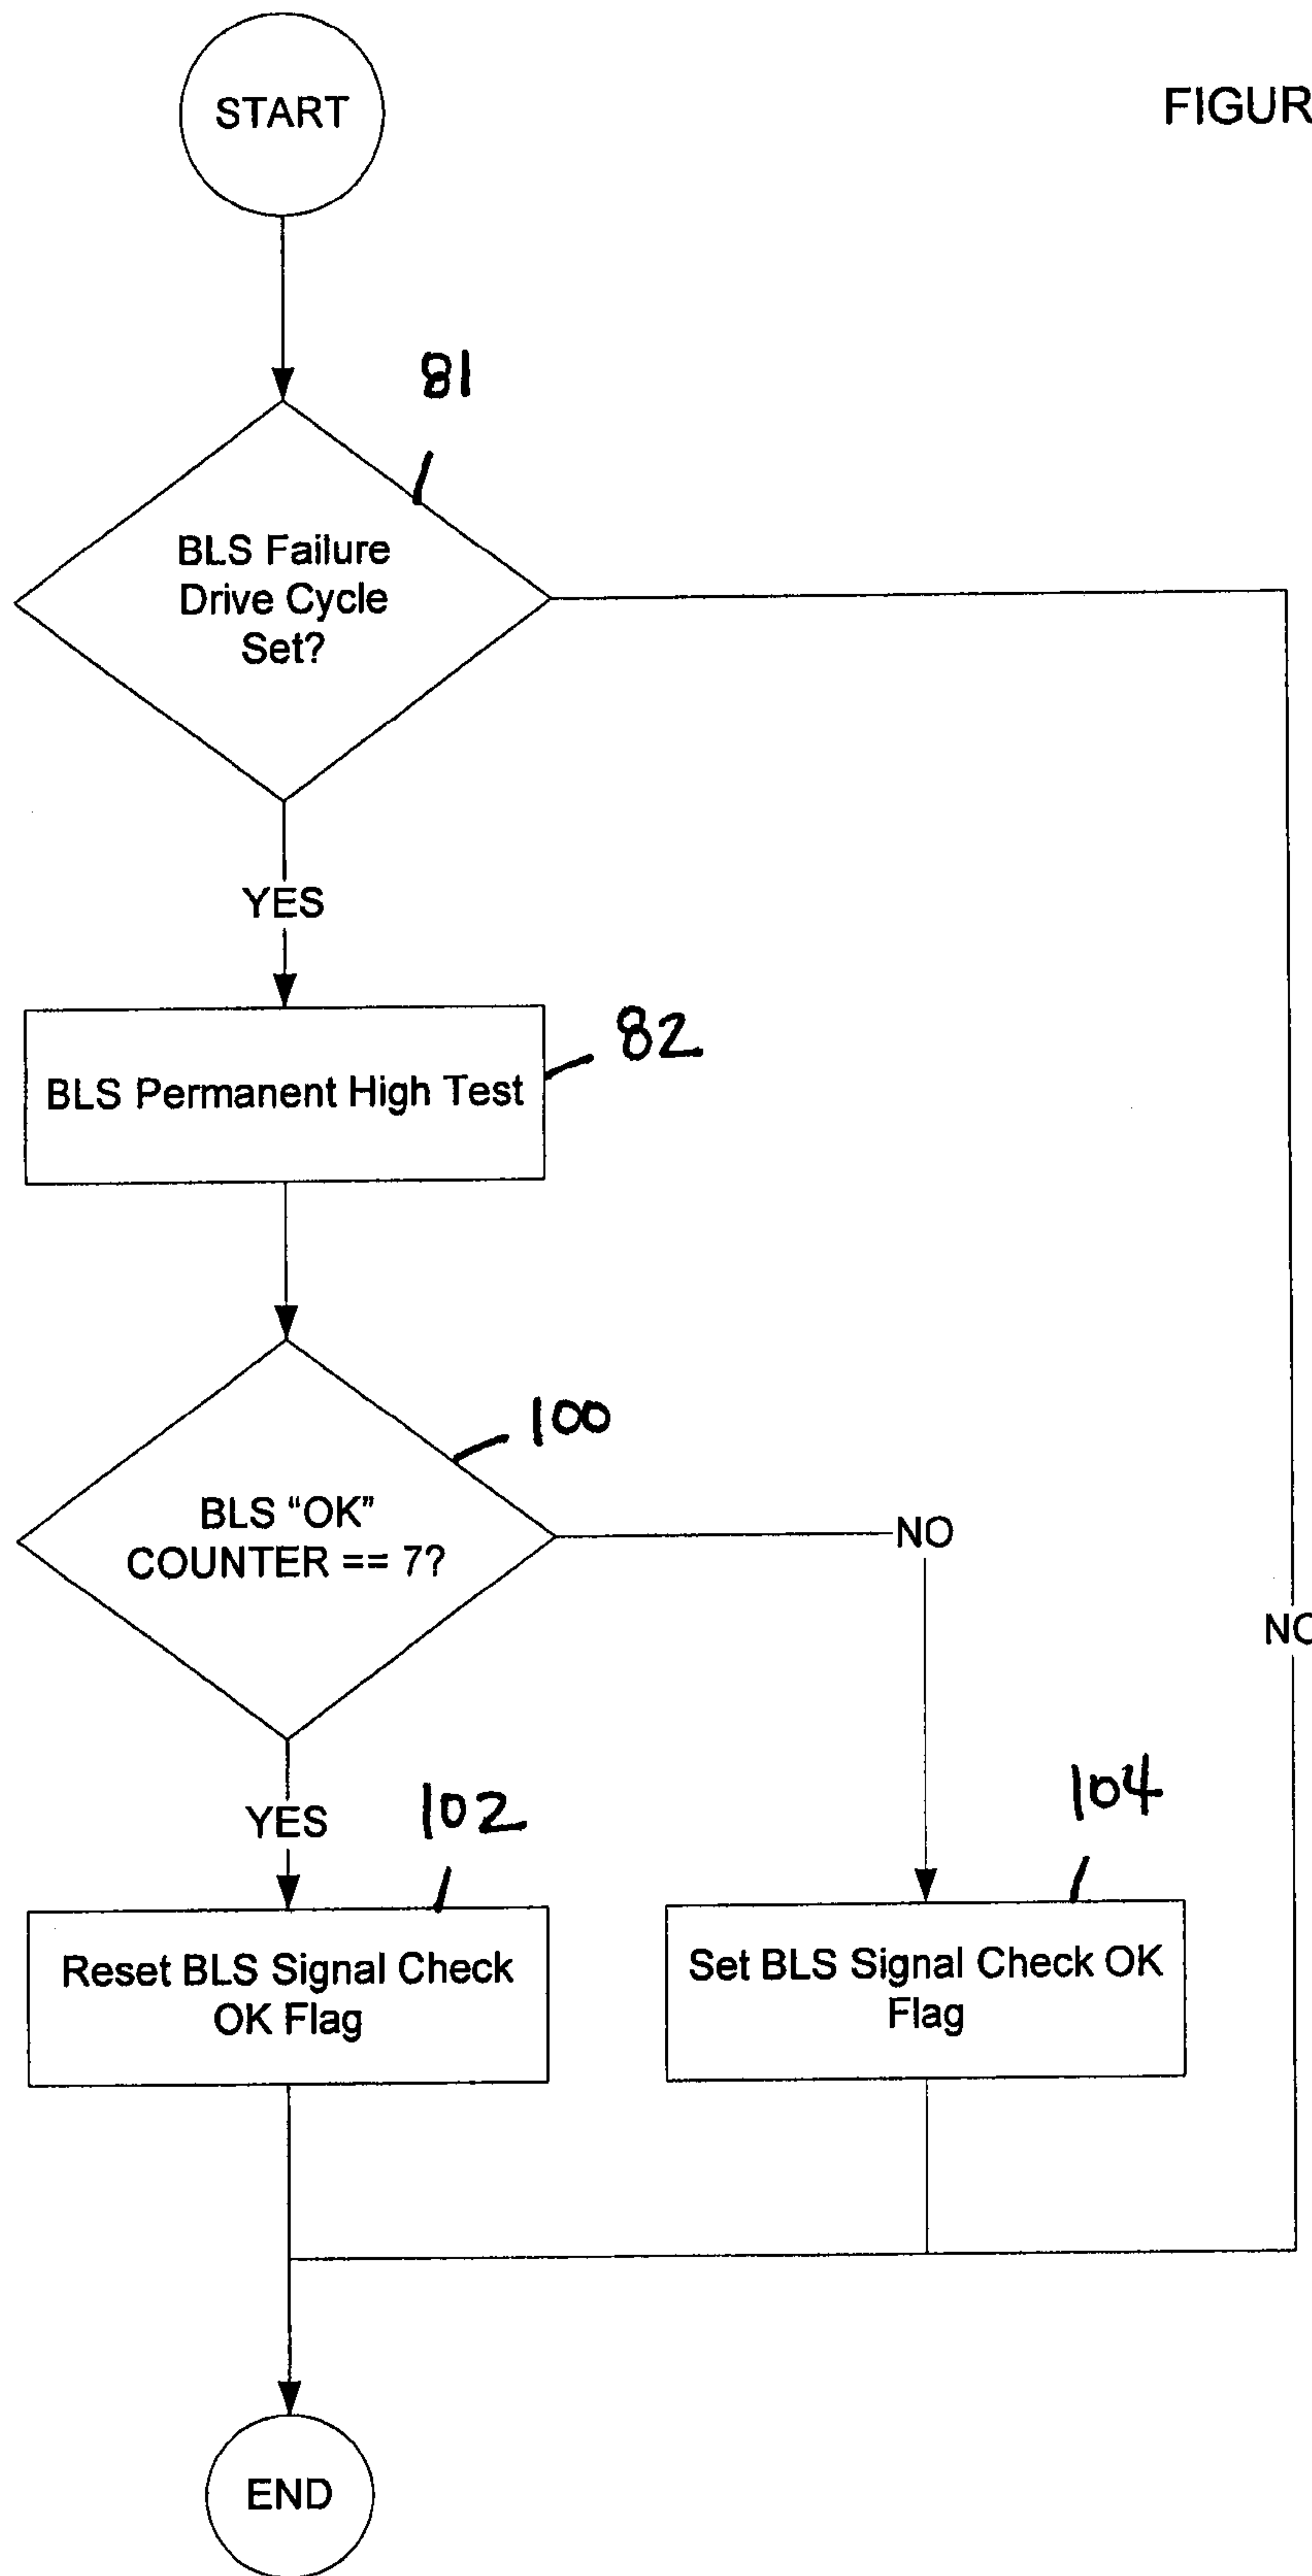 START
FIGUR
81
BLS Failure
Drive Cycle
Set?
YES
82
BLS Permanent High Test
100
BLS “OK”
COUNTER == 7?
NO
NO
YES
102
104
Reset BLS Signal Check
OK Flag
Set BLS Signal Check OK
Flag
END